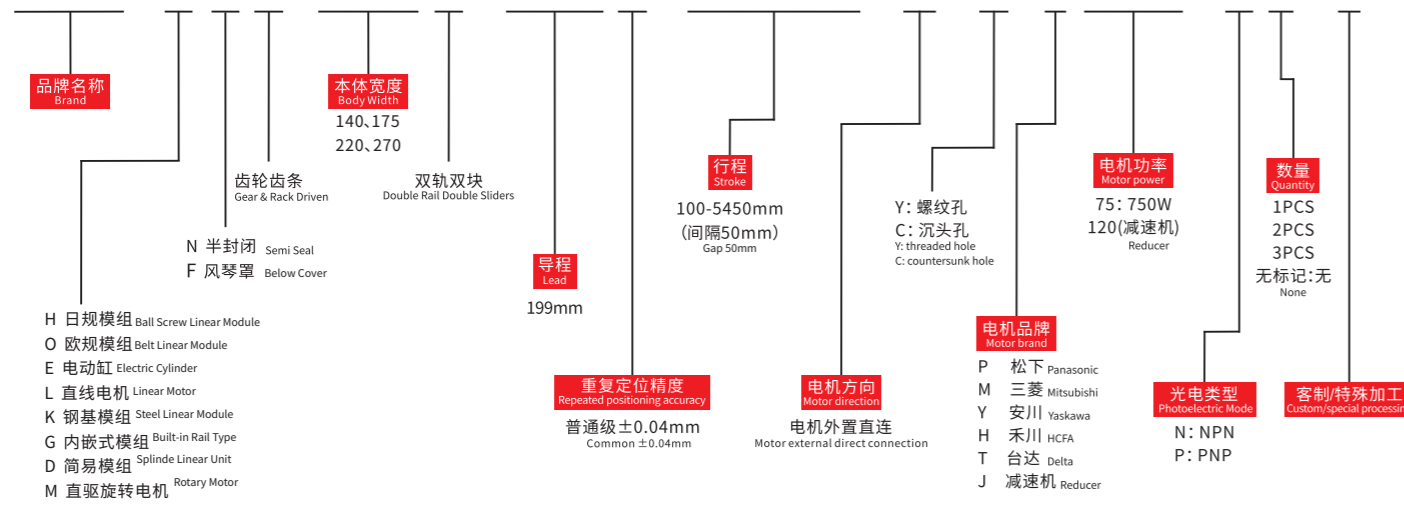 品牌名称
Brand
本体宽度
Body Width
140、175
220、270
齿轮齿条
Gear & Rack Driven
双轨双块
Double Rail Double Sliders
N 半封闭 Semi Seal
F 风琴罩 Below Cover
H 日规模组 Ball Screw Linear Module
O 欧规模组 Belt Linear Module
E 电动缸 Electric Cylinder
L 直线电机 Linear Motor
K 钢基模组 Steel Linear Module
G 内嵌式模组 Built-in Rail Type
D 简易模组 Splinde Linear Unit
M 直驱旋转电机 Rotary Motor
导程
Lead
199mm
重复定位精度
Repeated positioning accuracy
普通级±0.04mm
Common ±0.04mm
行程
Stroke
100-5450mm
（间隔50mm）
Gap 50mm
电机方向
Motor direction
电机外置直连
Motor external direct connection
Y：螺纹孔
C：沉头孔
Y: threaded hole
C: countersunk hole
电机品牌
Motor brand
P 松下 Panasonic
M 三菱 Mitsubishi
Y 安川 Yaskawa
H 禾川 HCFA
T 台达 Delta
J 减速机 Reducer
电机功率
Motor power
75：750W
120(减速机)
Reducer
光电类型
Photoelectric Mode
N：NPN
P：PNP
数量
Quantity
1PCS
2PCS
3PCS
无标记：无
None
客制/特殊加工
Custom/special processing